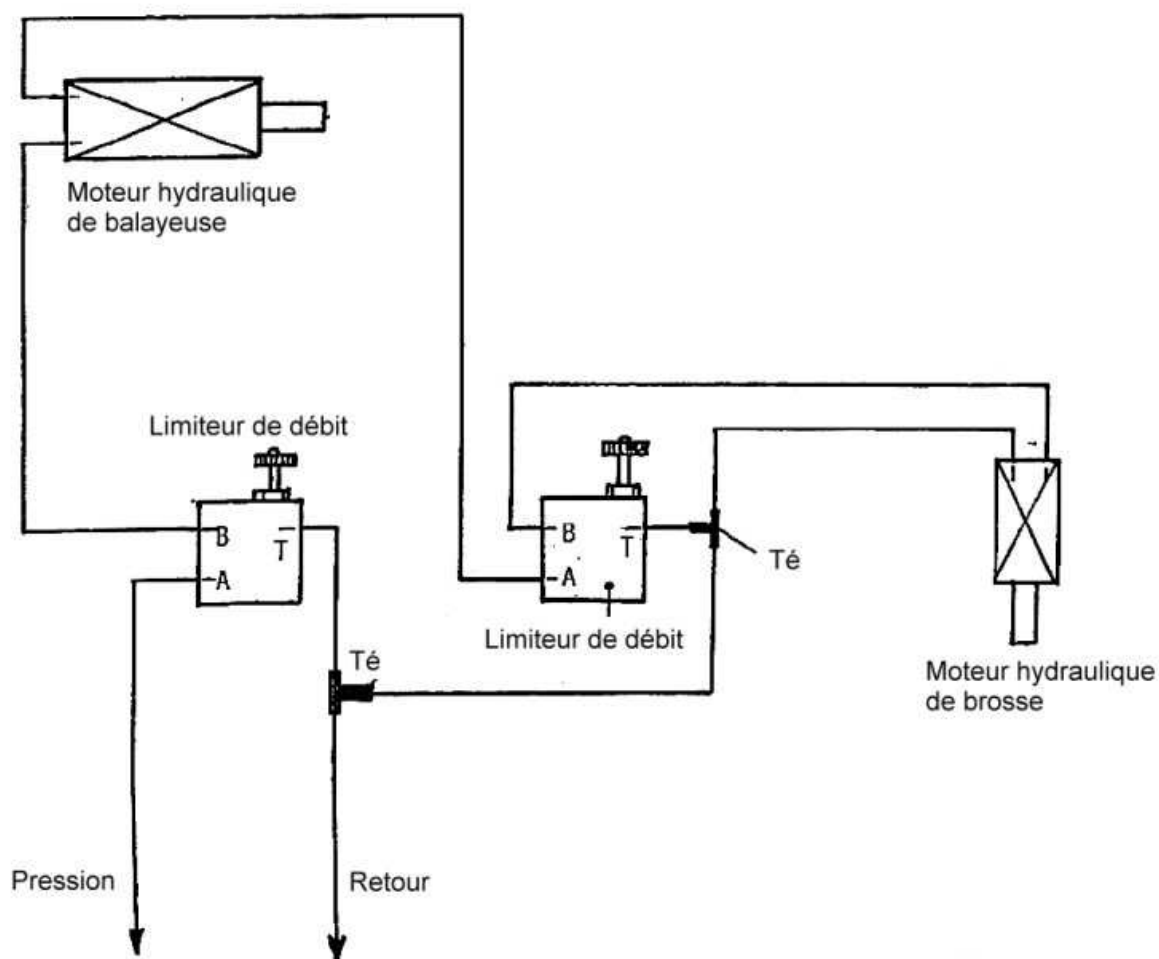 Moteur hydraulique
de balayeuse
Limiteur de débit
B
T
A
Té
Pression
Retour
B
T
A
Té
Limiteur de débit
Moteur hydraulique
de brosse